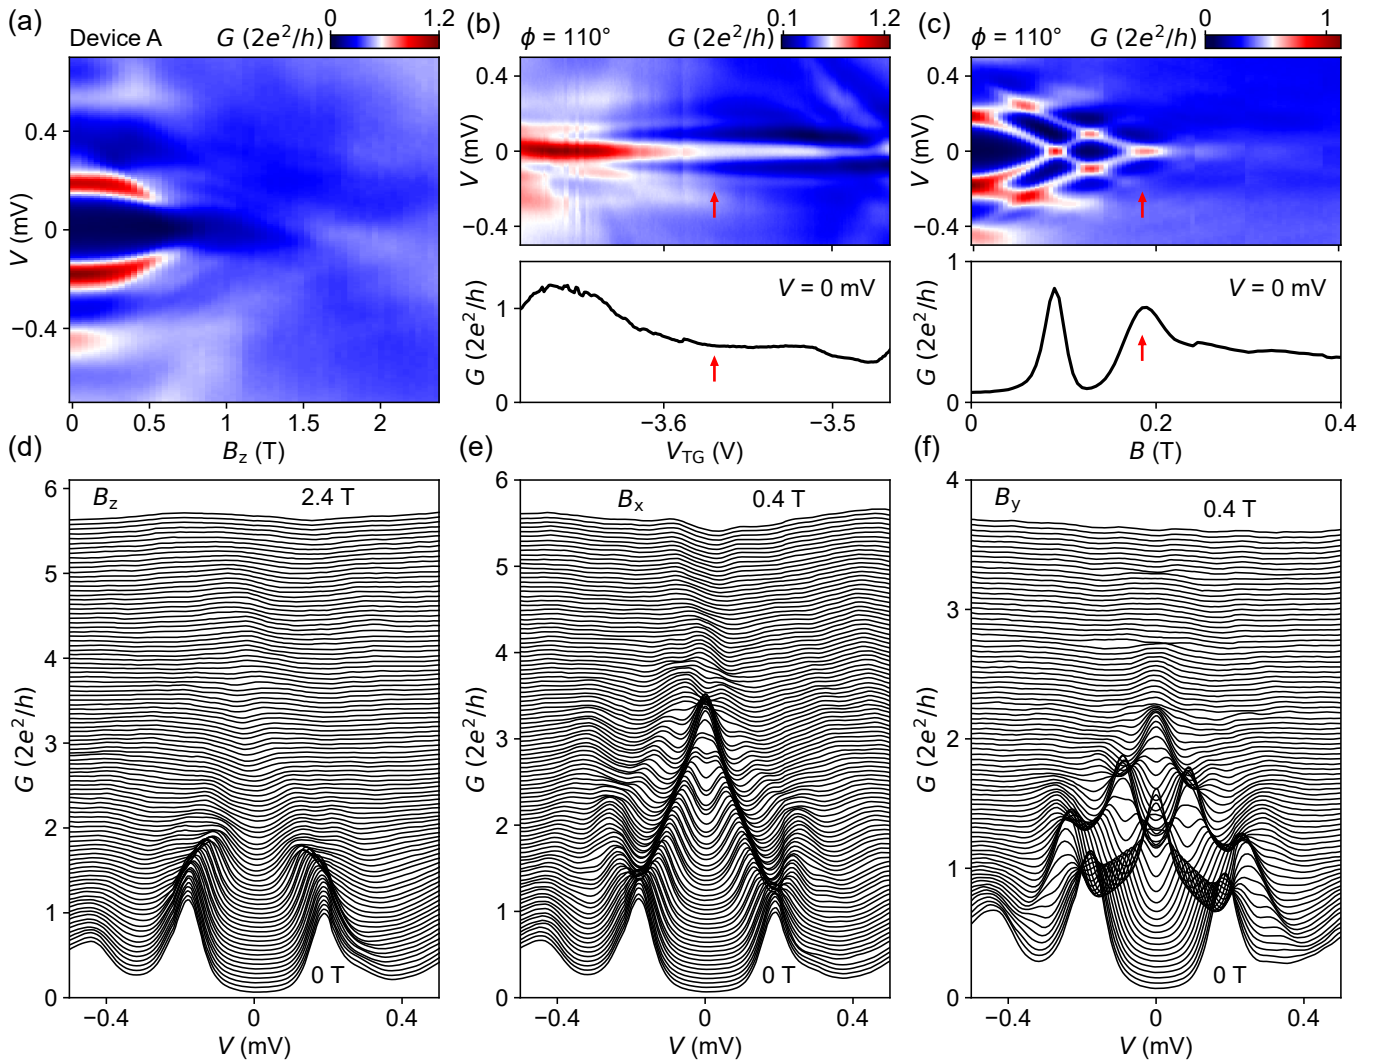 (a)
Device A
G (2e²/h)
0
1.2
V (mV)
0.4
0
−0.4
0
0.5
1
1.5
2
B_z (T)
(b)
ϕ = 110°
G (2e²/h)
0.1
1.2
V (mV)
0.4
0
−0.4
G (2e²/h)
1
0
V = 0 mV
−3.6
−3.5
V_TG (V)
(c)
ϕ = 110°
G (2e²/h)
0
1
V (mV)
0.4
0
−0.4
G (2e²/h)
1
0
V = 0 mV
0
0.2
0.4
B (T)
(d)
B_z
2.4 T
0 T
G (2e²/h)
6
5
4
3
2
1
0
−0.4
0
0.4
V (mV)
(e)
B_x
0.4 T
0 T
G (2e²/h)
6
5
4
3
2
1
0
−0.4
0
0.4
V (mV)
(f)
B_y
0.4 T
0 T
G (2e²/h)
4
3
2
1
0
−0.4
0
0.4
V (mV)